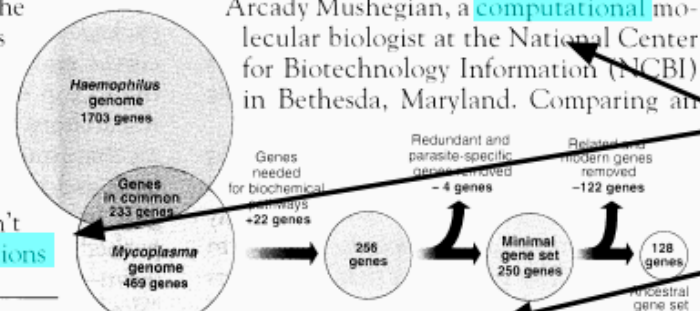 he
Arcady Mushegian, a computational mo-
s
lecular biologist at the National Center
for Biotechnology Information (NCBI)
in Bethesda, Maryland. Comparing an
Haemophilus
genome
1703 genes
Genes
in common
233 genes
Mycoplasma
genome
469 genes
Genes
needed
for biochemical
pathways
+22 genes
256
genes
Redundant and
parasite-specific
genes removed
– 4 genes
Minimal
gene set
250 genes
Related and
modern genes
removed
–122 genes
128
genes
Ancestral
gene set
n't
ions